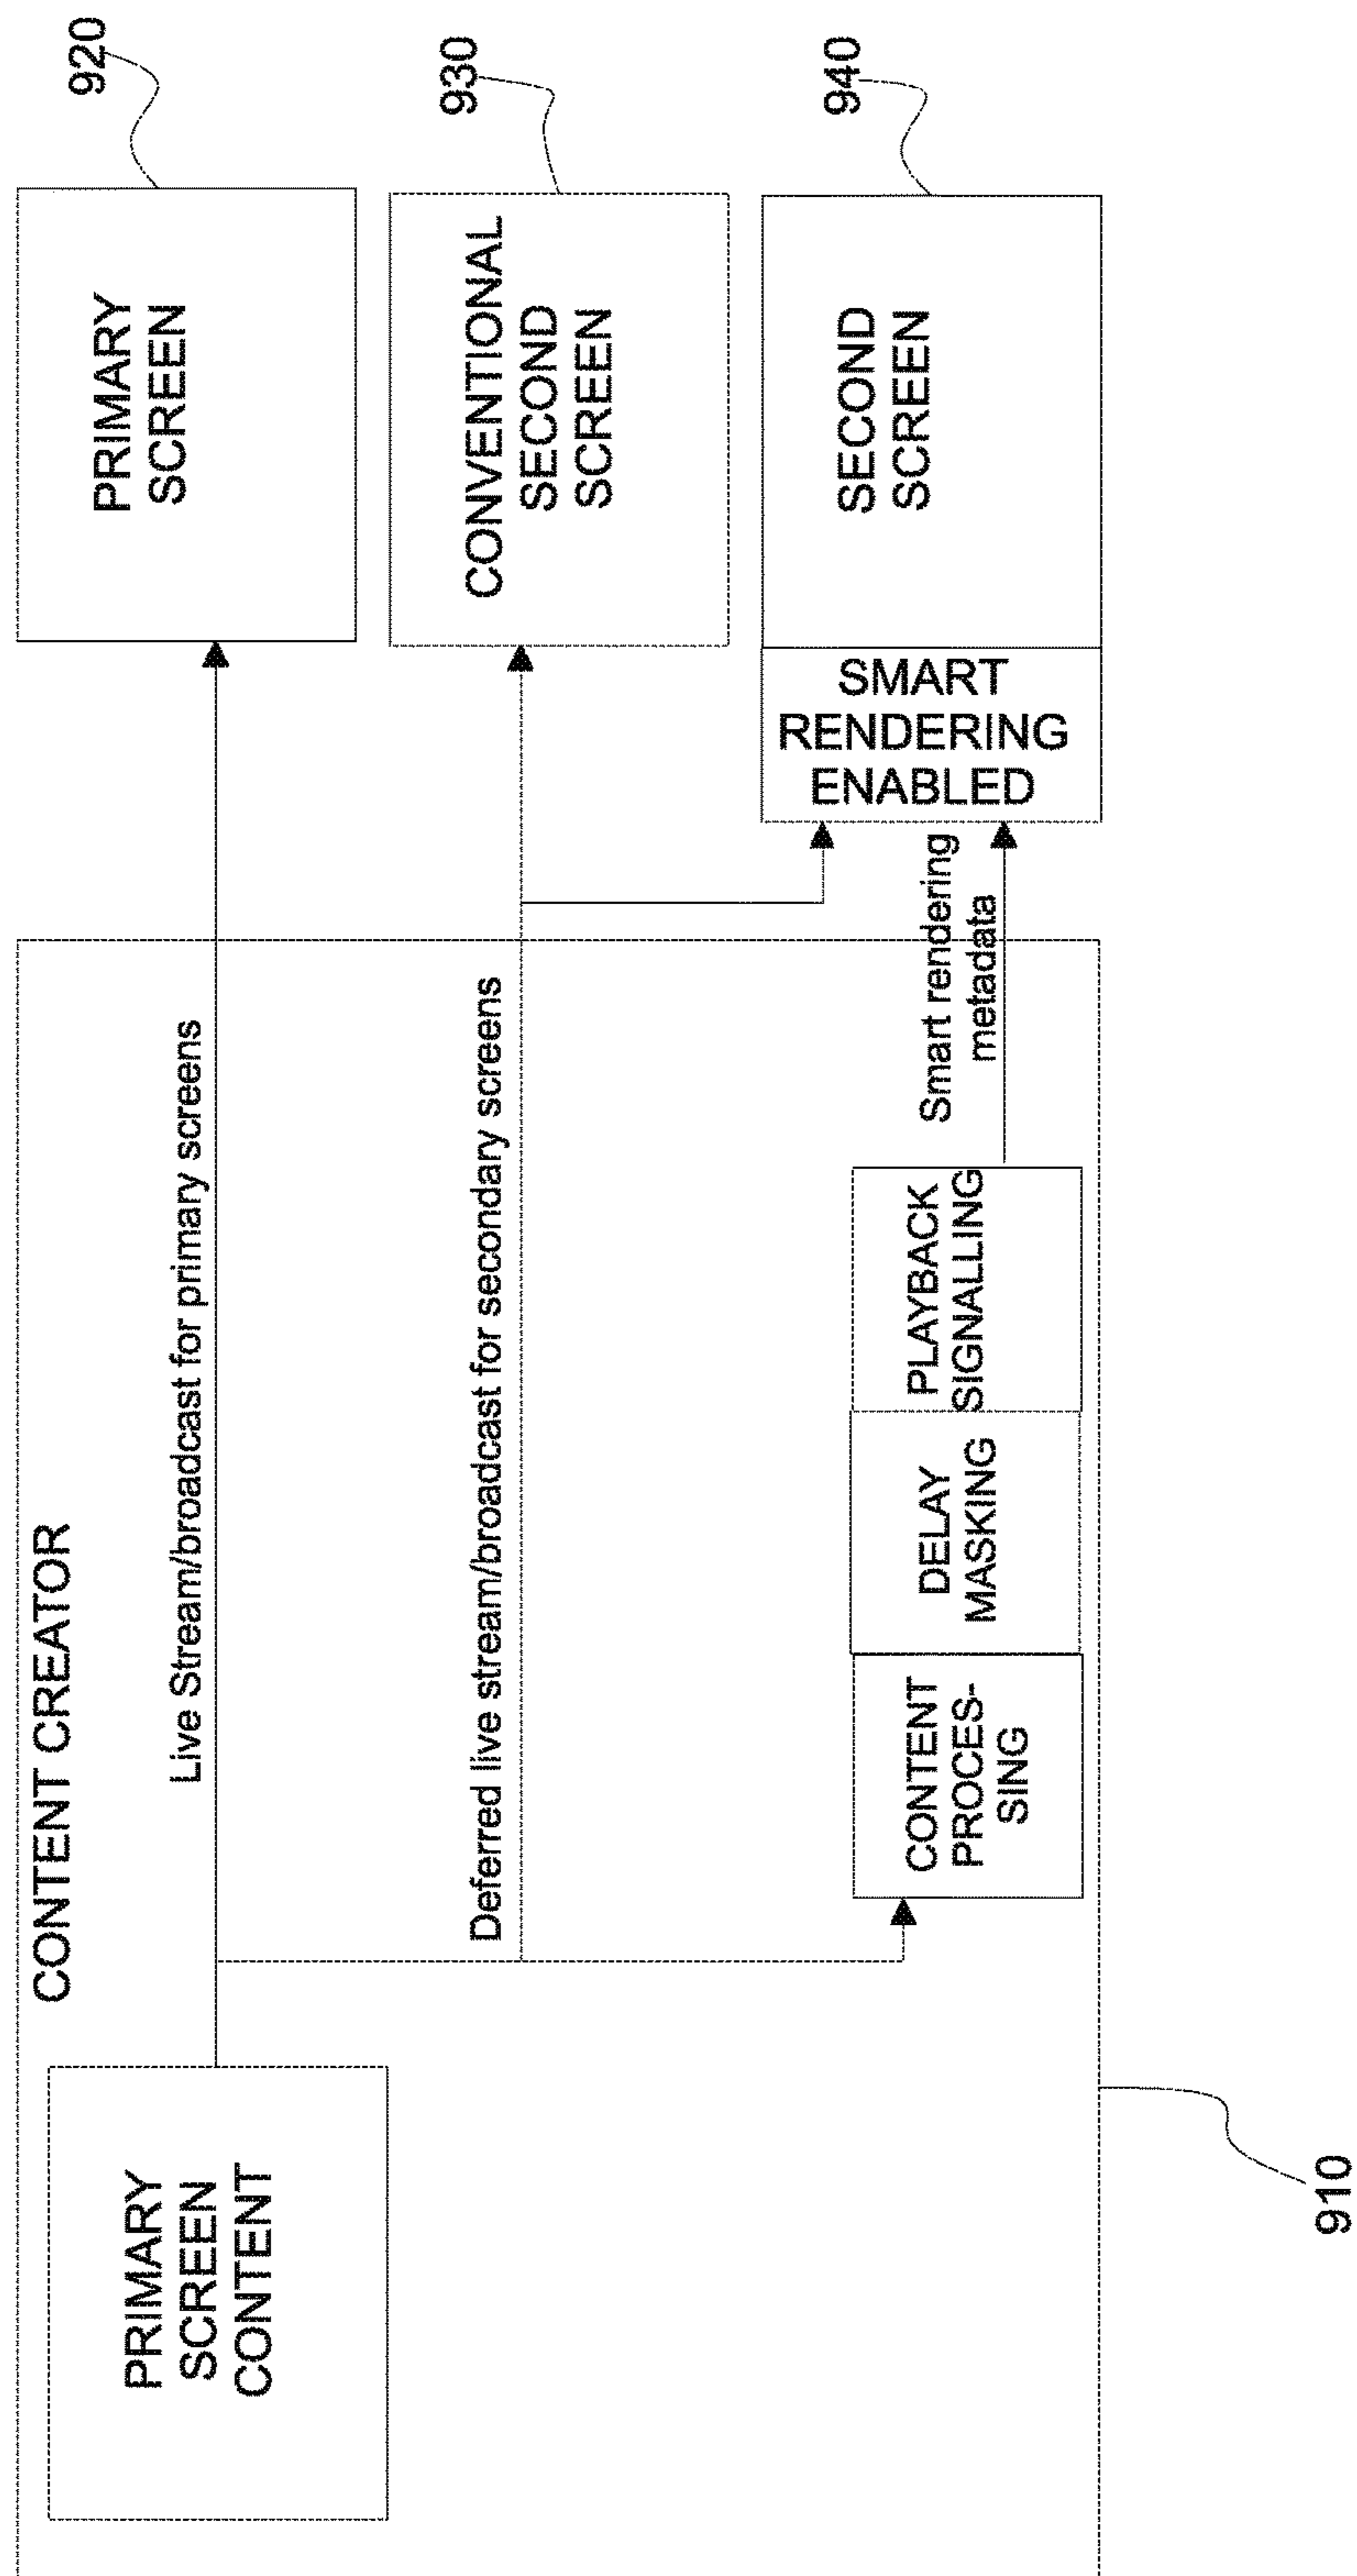 CONTENT CREATOR
PRIMARY
SCREEN
CONTENT
Live Stream/broadcast for primary screens
PRIMARY
SCREEN
920
Deferred live stream/broadcast for secondary screens
CONVENTIONAL
SECOND
SCREEN
930
CONTENT
PROCES-
SING
DELAY
MASKING
PLAYBACK
SIGNALLING
Smart rendering
metadata
SMART
RENDERING
ENABLED
SECOND
SCREEN
940
910